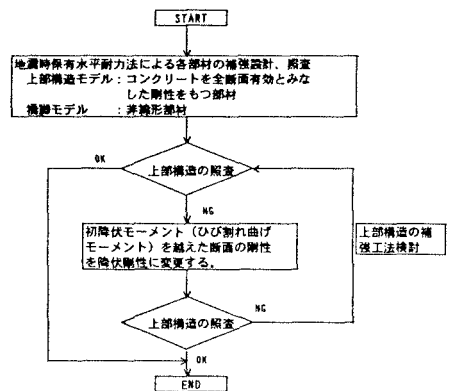 START
地震時保有水平耐力法による各部材の補強設計、照査
上部構造モデル:コンクリートを全断面有効とみな
した剛性をもつ部材
橋脚モデル :非線形部材
OK
上部構造の照査
NG
初降伏モーメント(ひび割れ曲げ
モーメント)を越えた断面の剛性
を降伏剛性に変更する。
上部構造の補
強工法検討
上部構造の照査
NG
OK
END